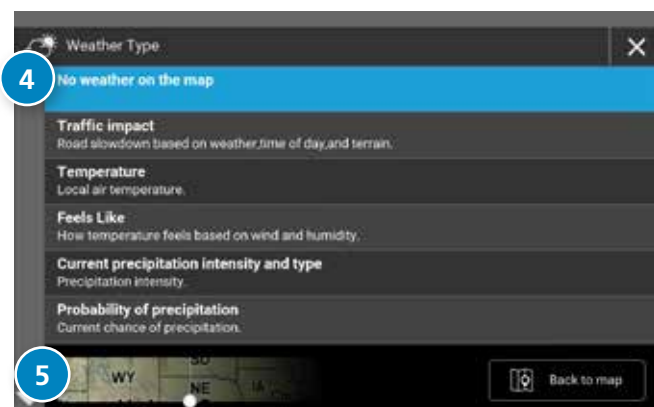 Weather Type
4
No weather on the map
Traffic impact
Road slowdown based on weather,time of day,and terrain.
Temperature
Local air temperature.
Feels Like
How temperature feels based on wind and humidity.
Current precipitation intensity and type
Precipitation intensity.
Probability of precipitation
Current chance of precipitation.
5
SD
WY
NE
IA
Back to map